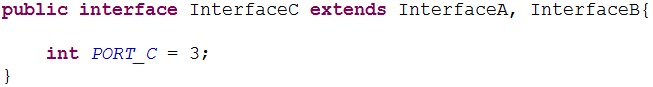 public interface InterfaceC extends InterfaceA, InterfaceB{
int PORT_C = 3;
}